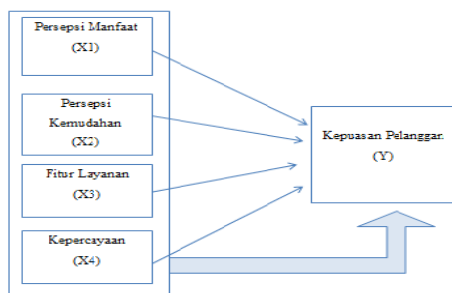 Persepsi Manfaat
(X1)
Persepsi
Kemudahan
(X2)
Fitur Layanan
(X3)
Kepercayaan
(X4)
Kepuasan Pelanggar.
(Y)